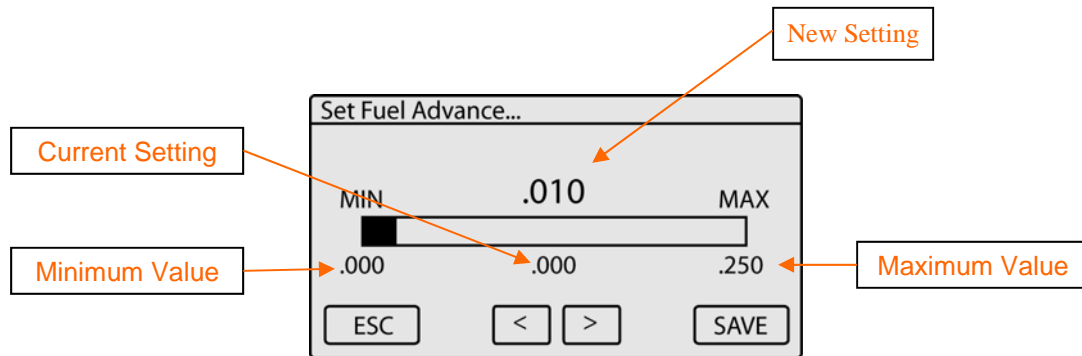 New Setting
Set Fuel Advance...
Current Setting
MIN .010 MAX
Minimum Value
.000 .000 .250
Maximum Value
ESC < > SAVE